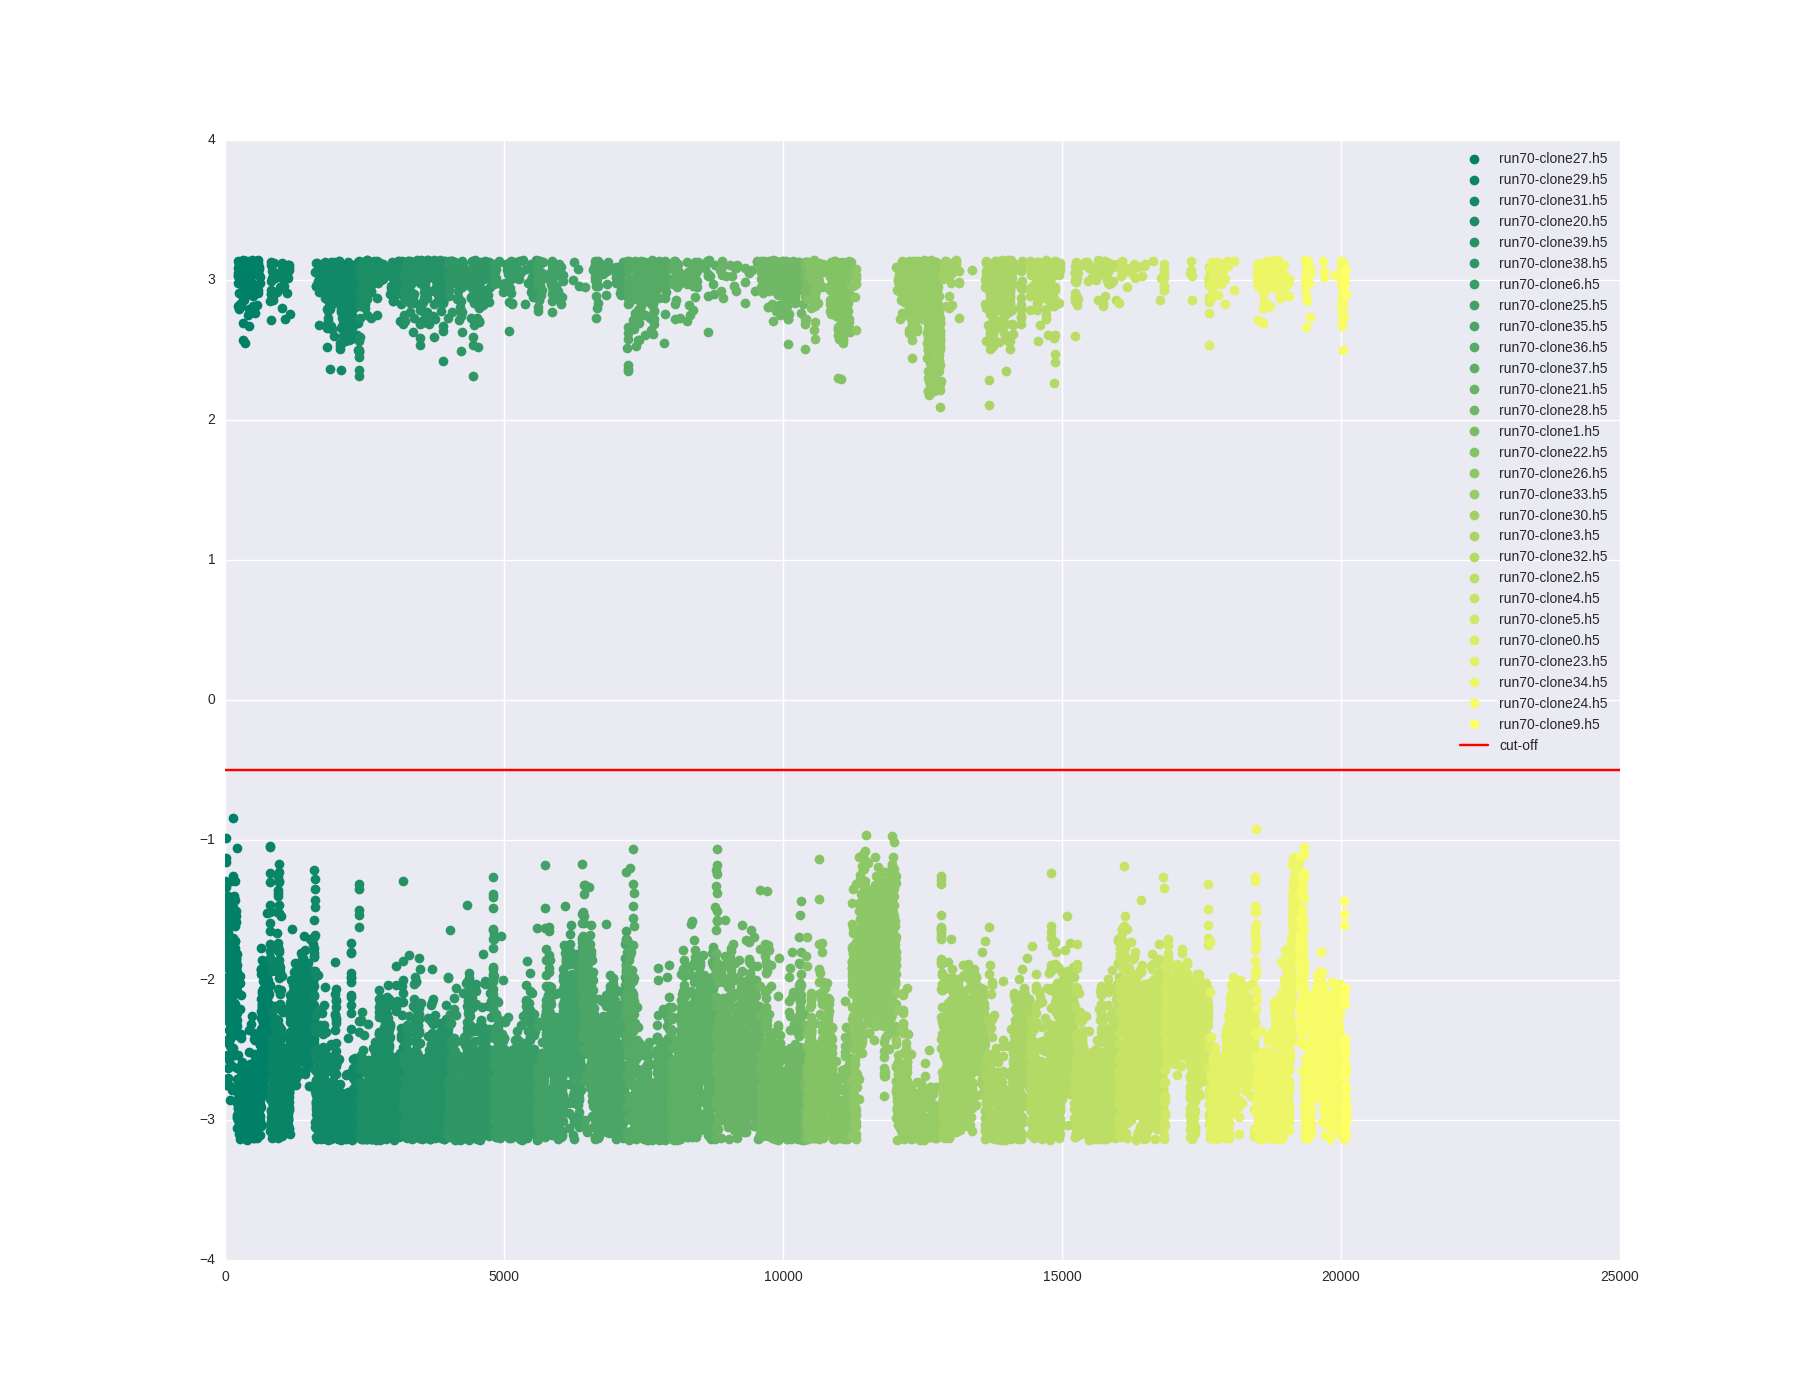 4
3
2
1
0
−1
−2
−3
−4
0
5000
10000
15000
20000
25000
run70-clone27.h5
run70-clone29.h5
run70-clone31.h5
run70-clone20.h5
run70-clone39.h5
run70-clone38.h5
run70-clone6.h5
run70-clone25.h5
run70-clone35.h5
run70-clone36.h5
run70-clone37.h5
run70-clone21.h5
run70-clone28.h5
run70-clone1.h5
run70-clone22.h5
run70-clone26.h5
run70-clone33.h5
run70-clone30.h5
run70-clone3.h5
run70-clone32.h5
run70-clone2.h5
run70-clone4.h5
run70-clone5.h5
run70-clone0.h5
run70-clone23.h5
run70-clone34.h5
run70-clone24.h5
run70-clone9.h5
cut-off